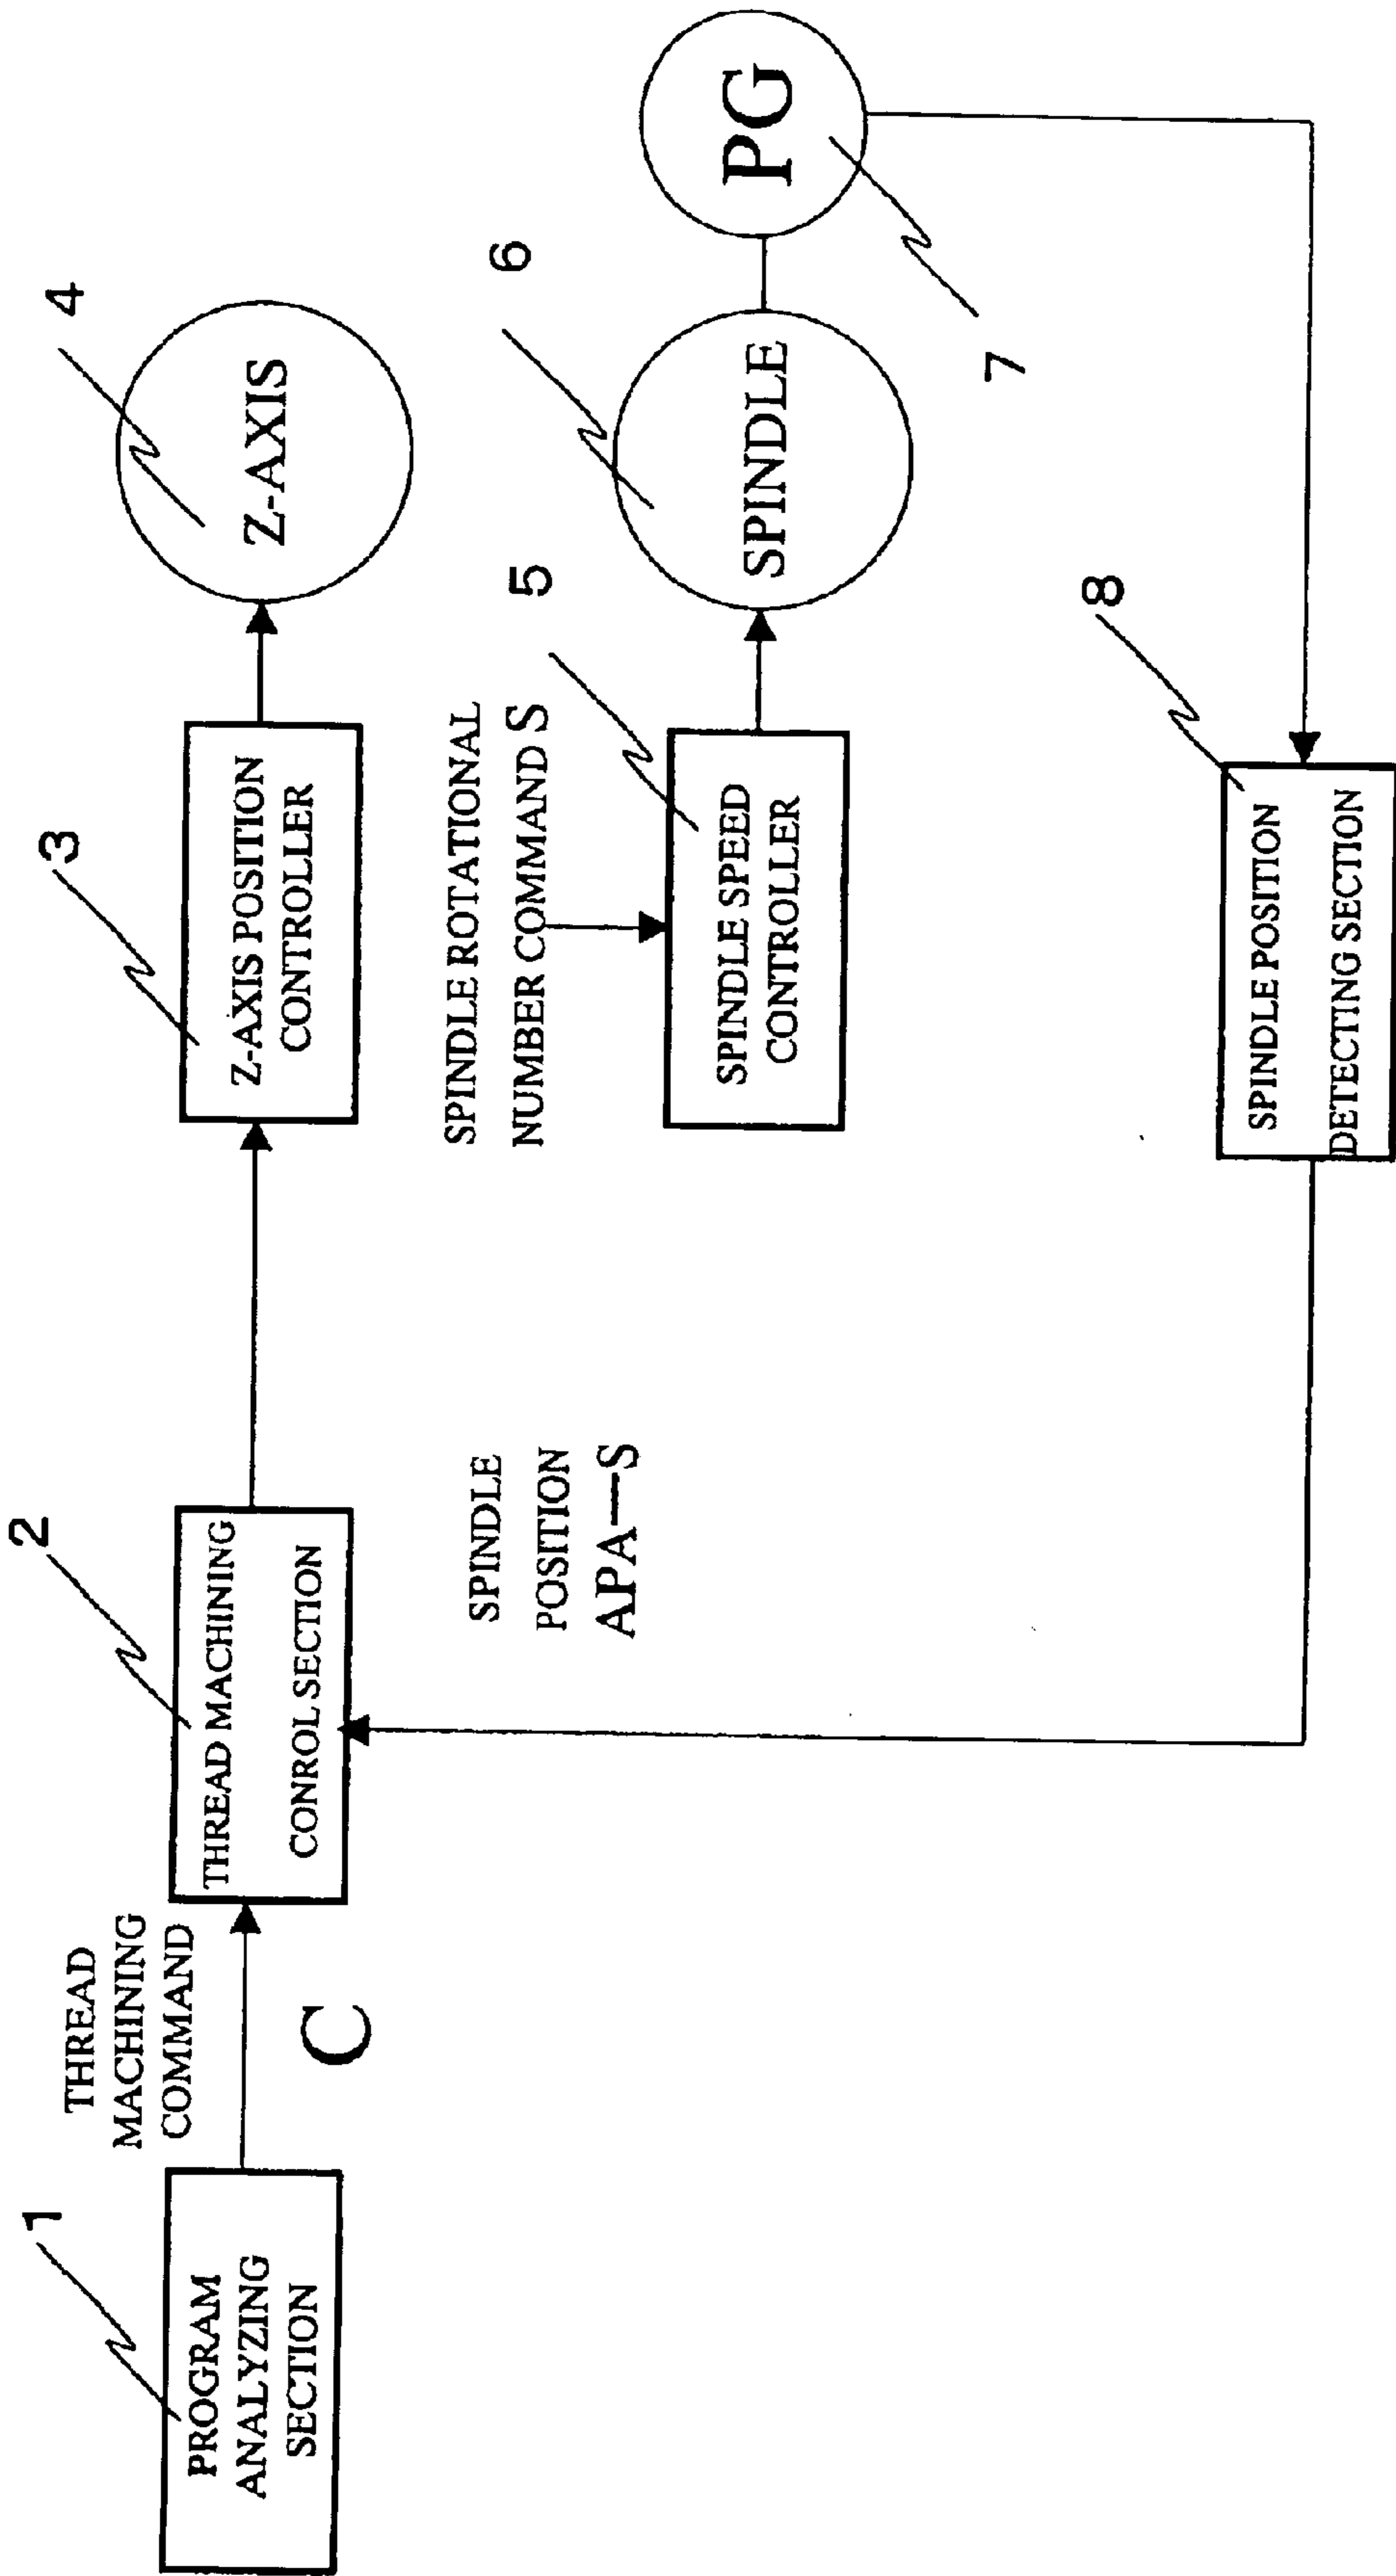 1
PROGRAM
ANALYZING
SECTION
THREAD
MACHINING
COMMAND
C
2
THREAD MACHINING
CONROL SECTION
3
Z-AXIS POSITION
CONTROLLER
4
Z-AXIS
SPINDLE ROTATIONAL
NUMBER COMMAND S
5
SPINDLE SPEED
CONTROLLER
6
SPINDLE
PG
7
SPINDLE
POSITION
APA—S
8
SPINDLE POSITION
DETECTING SECTION